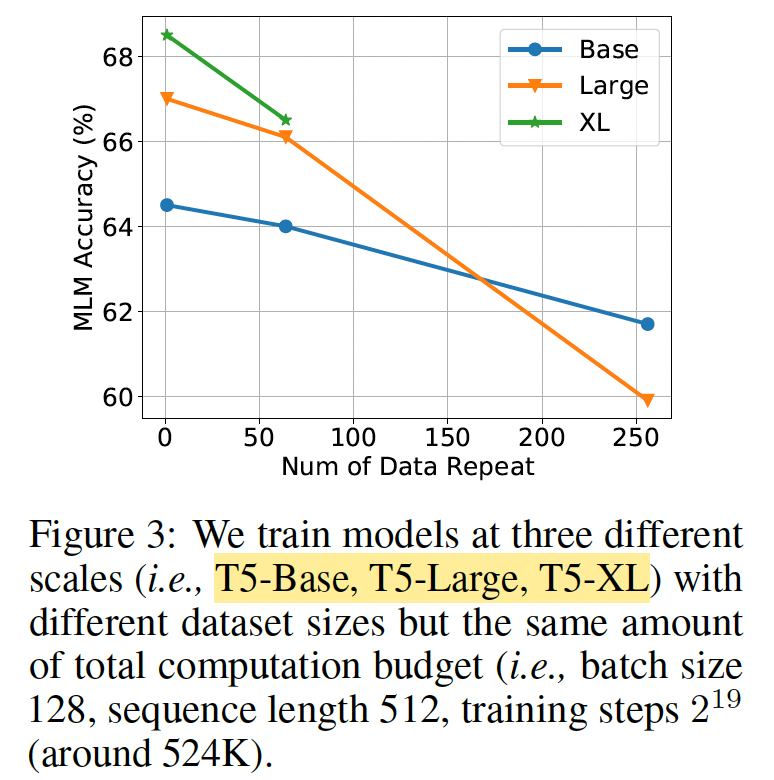 68
66
64
62
60
MLM Accuracy (%)
Base
Large
XL
0 50 100 150 200 250
Num of Data Repeat
Figure 3: We train models at three different
scales (i.e., T5-Base, T5-Large, T5-XL) with
different dataset sizes but the same amount
of total computation budget (i.e., batch size
128, sequence length 512, training steps 2¹⁹
(around 524K).